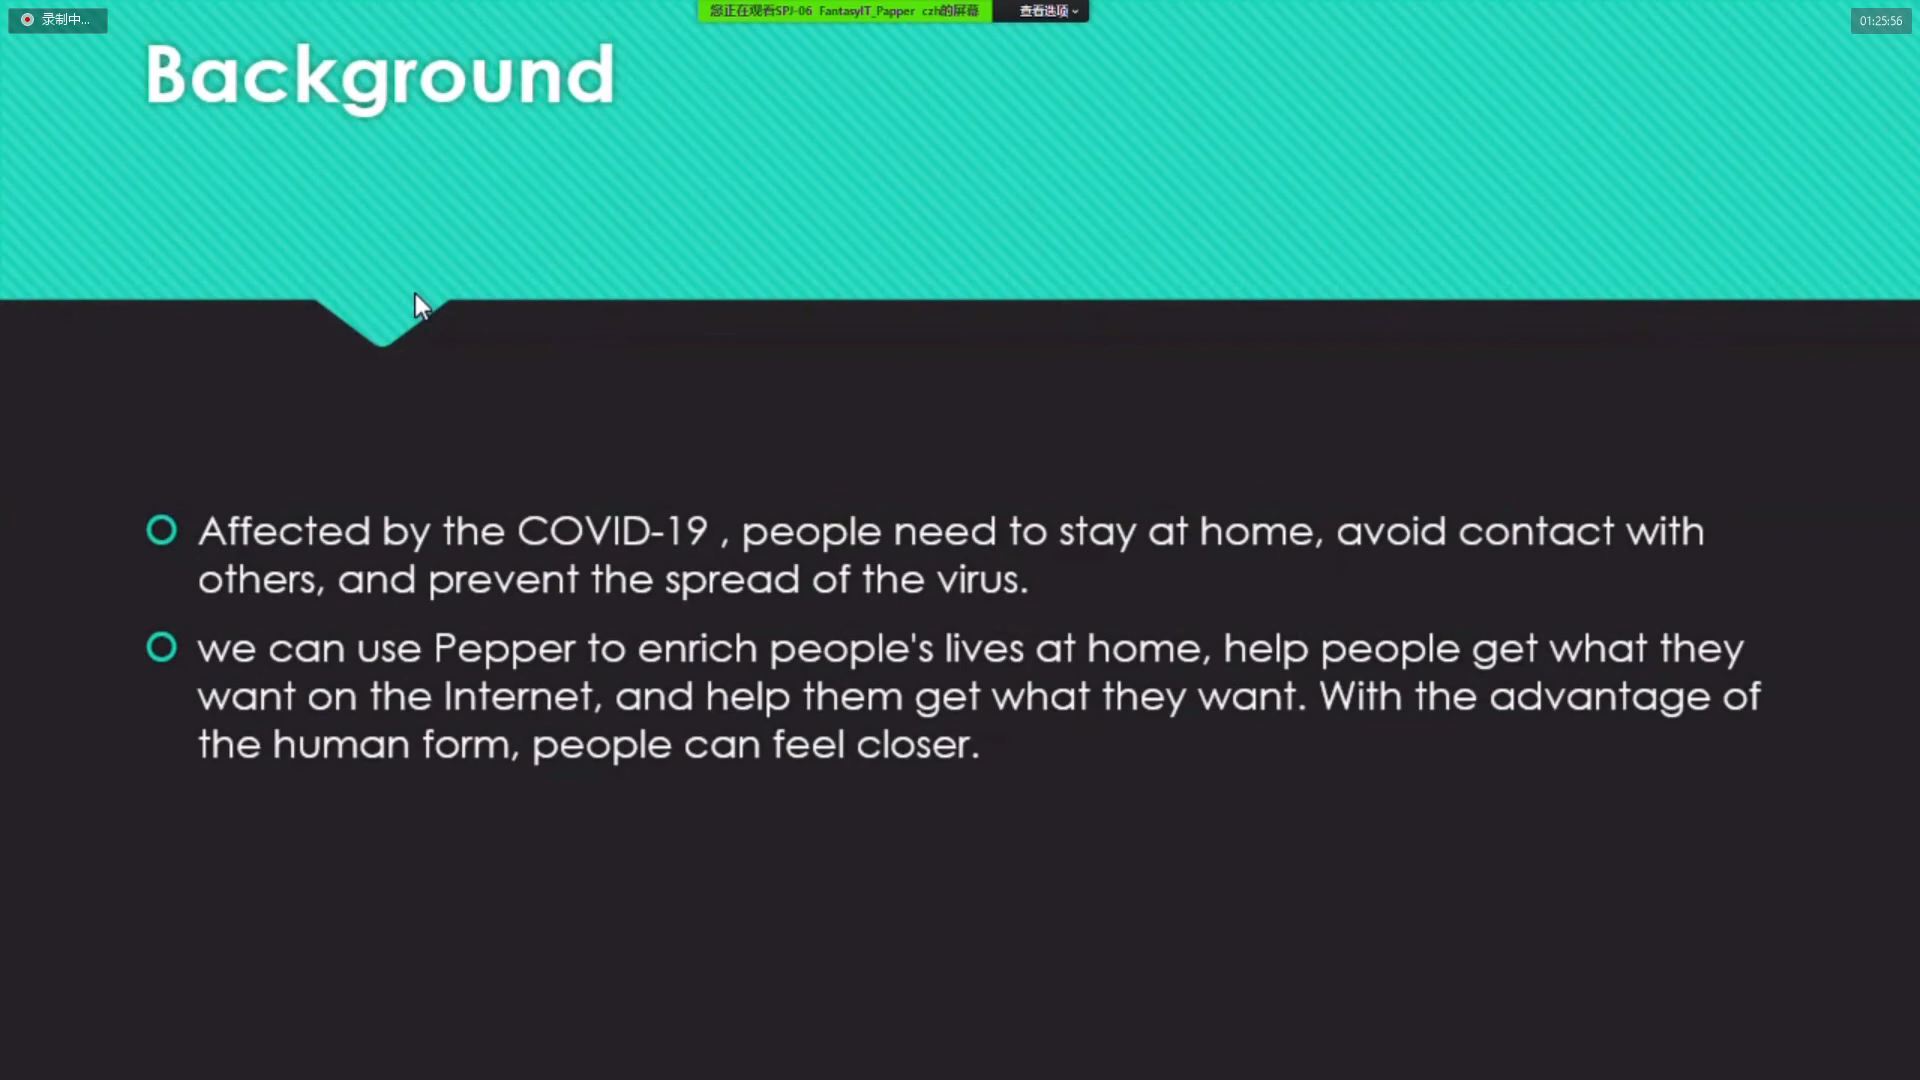 录制中...
您正在观看SPJ-06 FantasyIT_Papper czh的屏幕
查看选项
01:25:56
Background
Affected by the COVID-19 , people need to stay at home, avoid contact with
others, and prevent the spread of the virus.
we can use Pepper to enrich people's lives at home, help people get what they
want on the Internet, and help them get what they want. With the advantage of
the human form, people can feel closer.